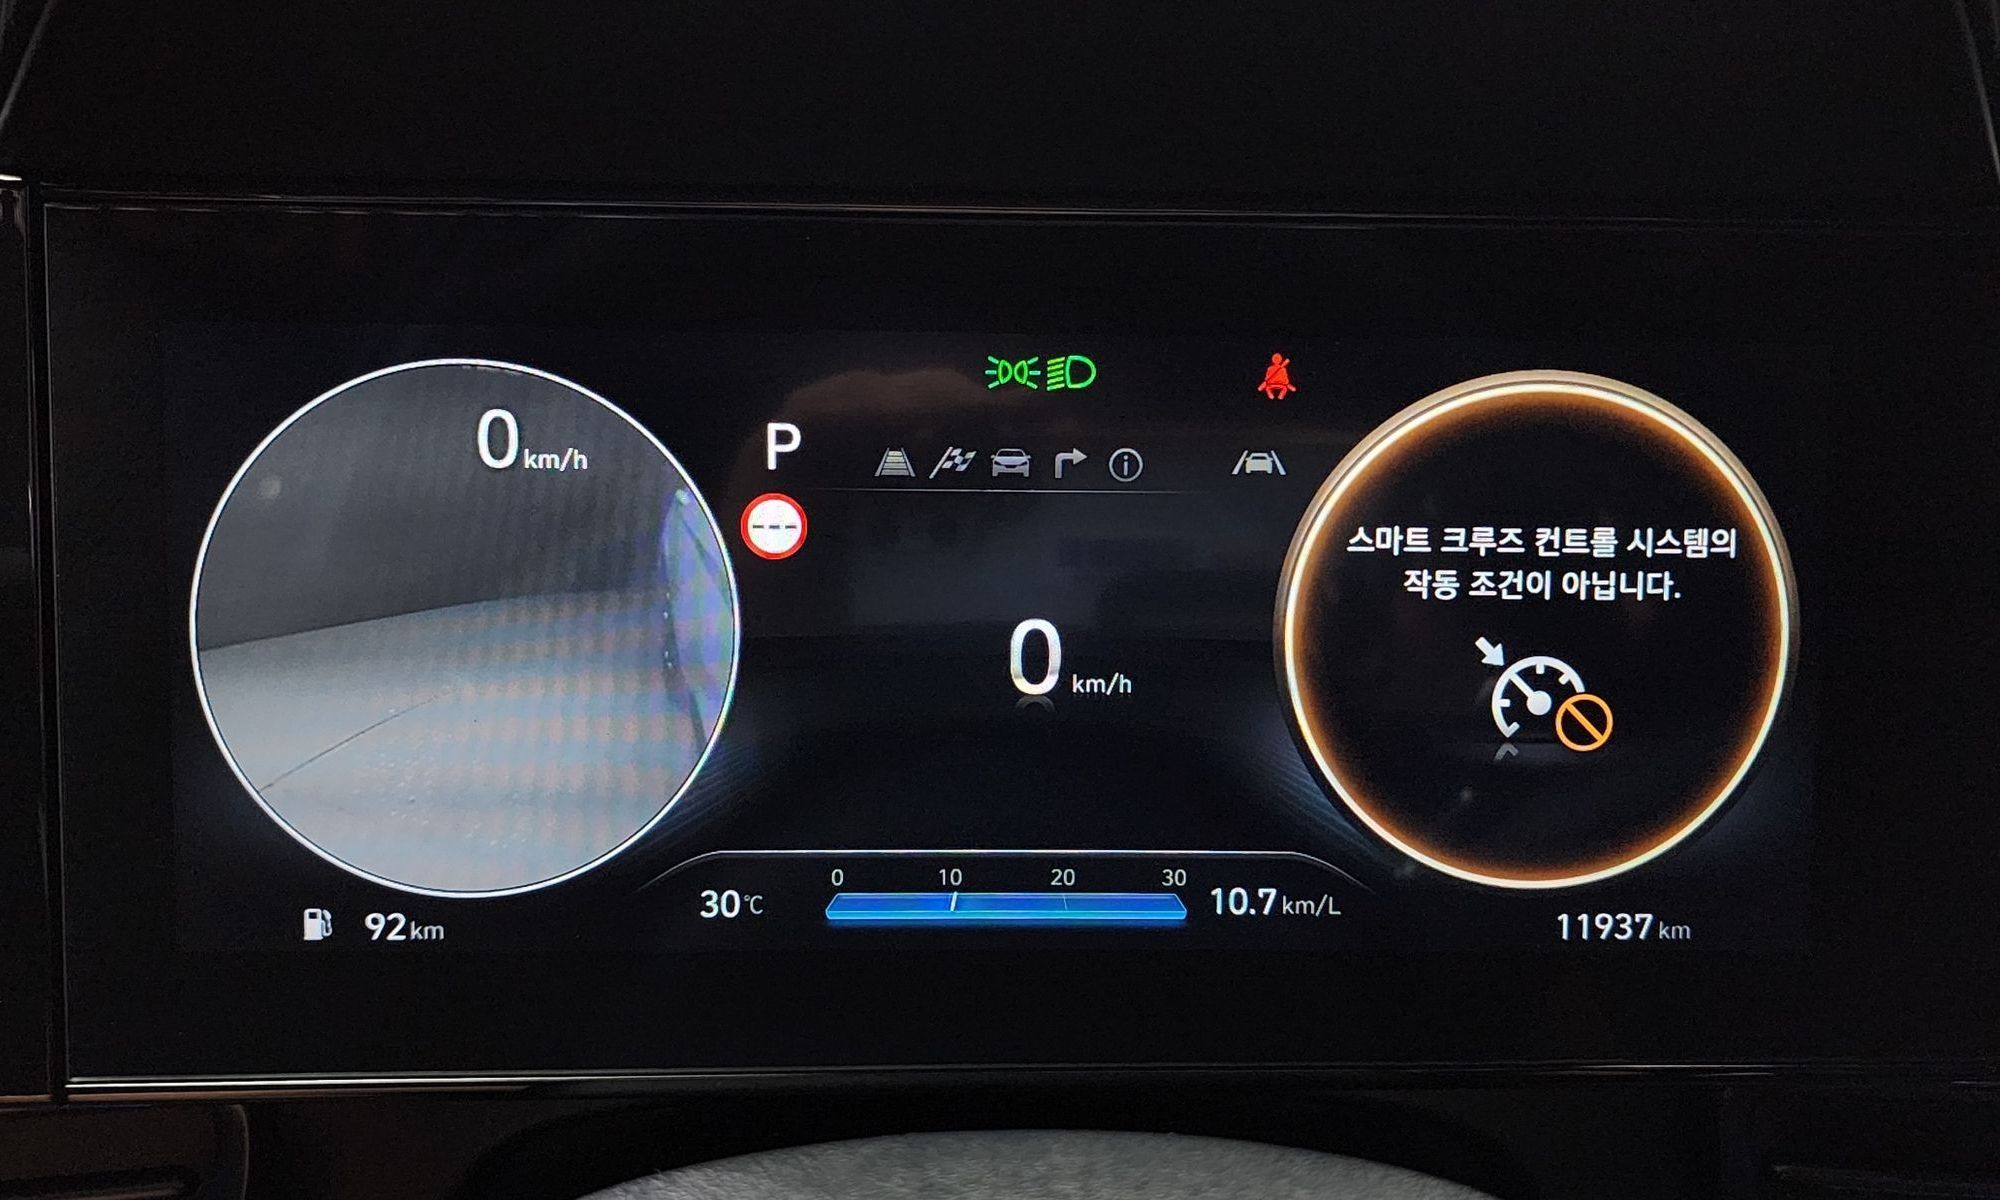 0 km/h
P
---
0 km/h
스마트 크루즈 컨트롤 시스템의
작동 조건이 아닙니다.
0 10 20 30
30°C
10.7 km/L
92 km
11937 km